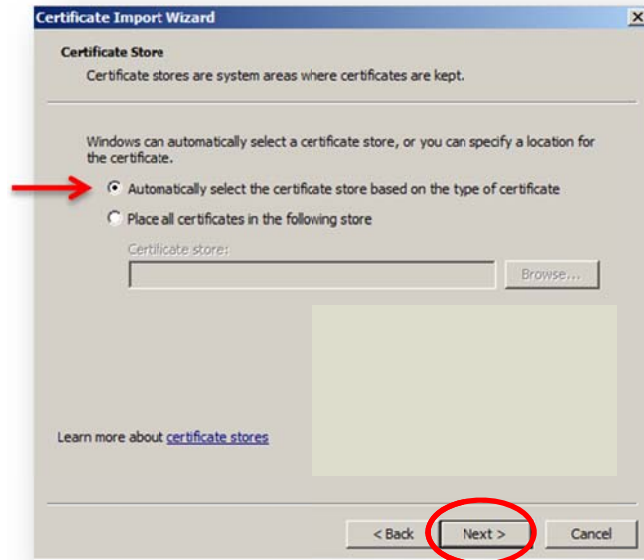 Certificate Import Wizard
Certificate Store
Certificate stores are system areas where certificates are kept.
Windows can automatically select a certificate store, or you can specify a location for
the certificate.
Automatically select the certificate store based on the type of certificate
Place all certificates in the following store
Certificate store:
Browse...
Learn more about certificate stores
< Back
Next >
Cancel